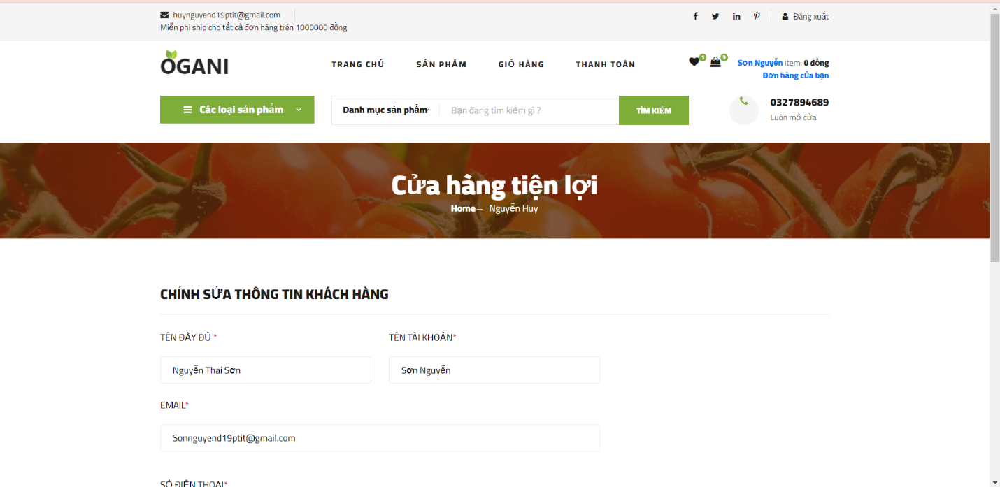 huynguyend19ptit@gmail.com
Miễn phi ship cho tất cả đơn hàng trên 1000000 đồng
Đăng xuất
OGANI
TRANG CHỦ SẢN PHẨM GIỎ HÀNG THANH TOÁN
1 3
Sơn Nguyễn item: 0 đồng
Đơn hàng của bạn
Các loại sản phẩm
Danh mục sản phẩm
Bạn đang tìm kiếm gì ?
TÌM KIẾM
0327894689
Luôn mở cửa
Cửa hàng tiện lợi
Home – Nguyễn Huy
CHỈNH SỬA THÔNG TIN KHÁCH HÀNG
TÊN ĐẦY ĐỦ * TÊN TÀI KHOẢN*
Nguyễn Thai Sơn Sơn Nguyễn
EMAIL*
Sonnguyend19ptit@gmail.com
SỐ ĐIỆN THOẠI*